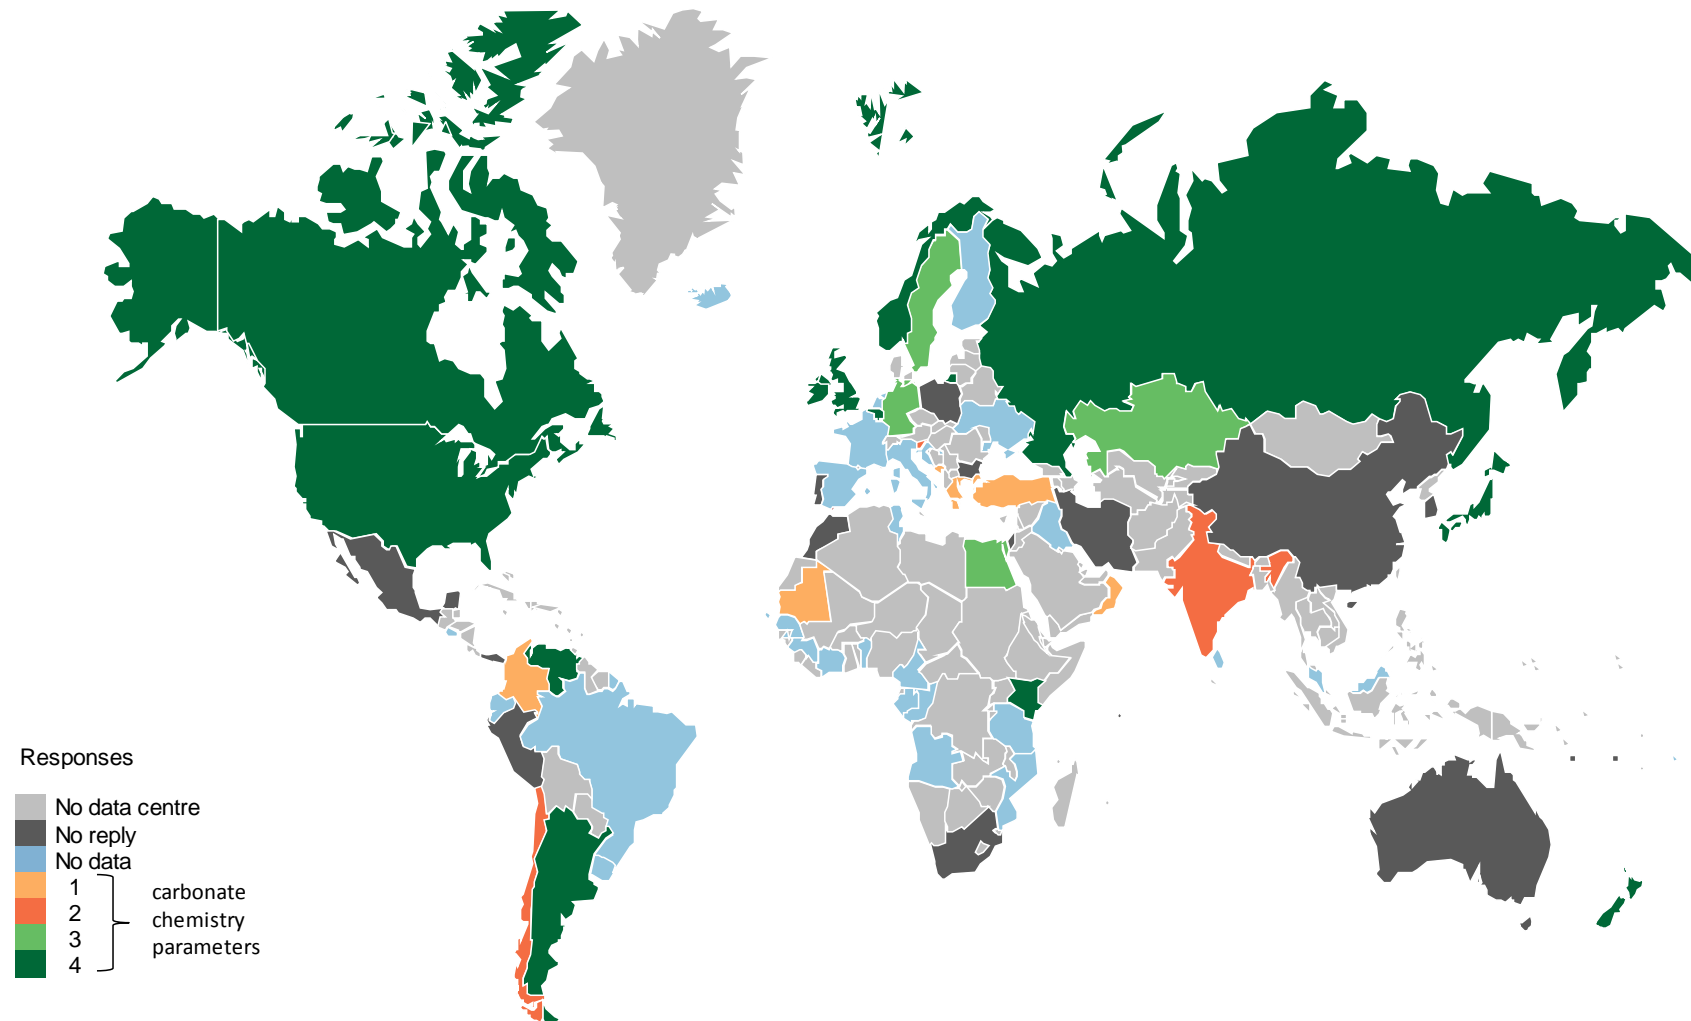 Responses
No data centre
No reply
No data
1
2
3
4
carbonate
chemistry
parameters